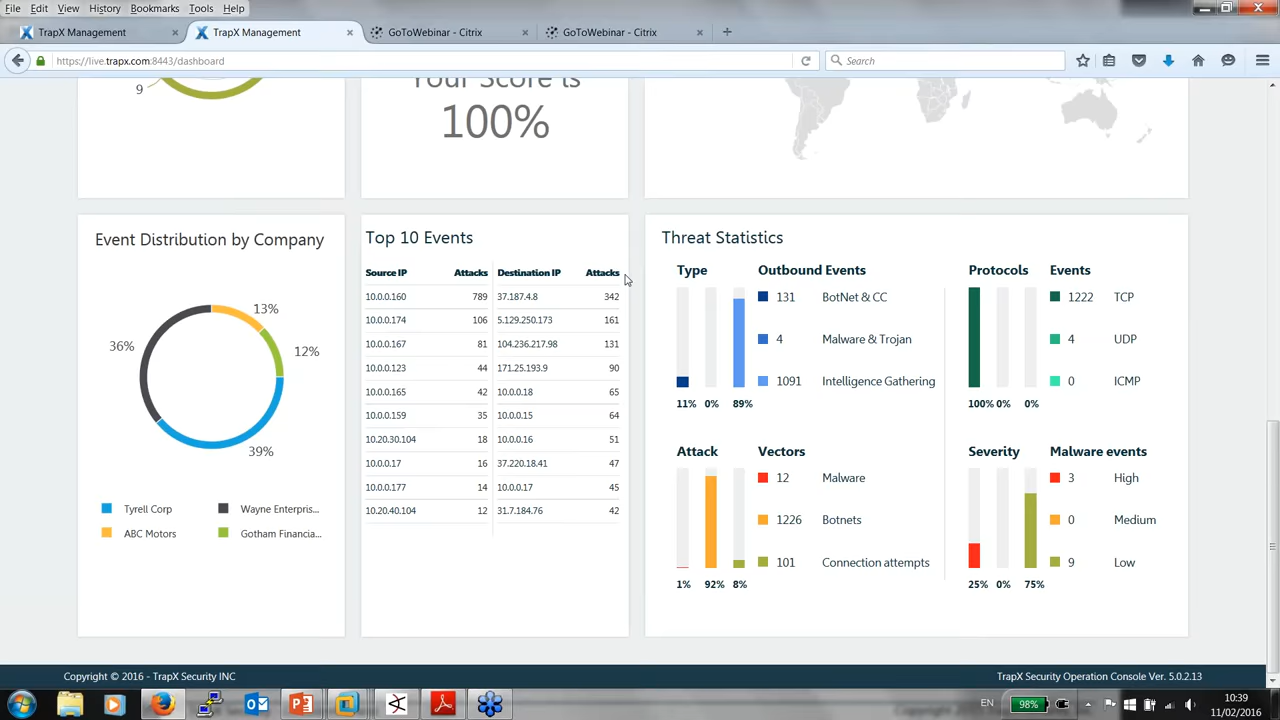 File Edit View History Bookmarks Tools Help
TrapX Management × TrapX Management × GoToWebinar - Citrix × GoToWebinar - Citrix × +
https://live.trapx.com:8443/dashboard Search
9
Your Score is
100%
Event Distribution by Company
13%
12%
36%
39%
Tyrell Corp Wayne Enterpris...
ABC Motors Gotham Financia...
Top 10 Events
Source IP Attacks Destination IP Attacks
10.0.0.160 789 37.187.4.8 342
10.0.0.174 106 5.129.250.173 161
10.0.0.167 81 104.236.217.98 131
10.0.0.123 44 171.25.193.9 90
10.0.0.165 42 10.0.0.18 65
10.0.0.159 35 10.0.0.15 64
10.20.30.104 18 10.0.0.16 51
10.0.0.17 16 37.220.18.41 47
10.0.0.177 14 10.0.0.17 45
10.20.40.104 12 31.7.184.76 42
Threat Statistics
Type Outbound Events
131 BotNet & CC
4 Malware & Trojan
1091 Intelligence Gathering
11% 0% 89%
Protocols Events
1222 TCP
4 UDP
0 ICMP
100% 0% 0%
Attack Vectors
12 Malware
1226 Botnets
101 Connection attempts
1% 92% 8%
Severity Malware events
3 High
0 Medium
9 Low
25% 0% 75%
Copyright © 2016 - TrapX Security INC TrapX Security Operation Console Ver. 5.0.2.13
EN 98% 10:39
11/02/2016